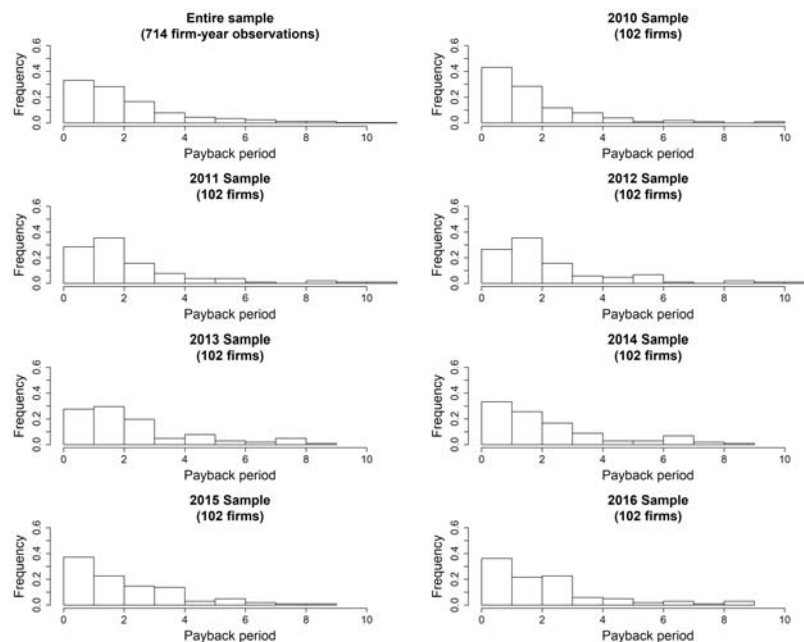 Entire sample
(714 firm-year observations)
Frequency
0.0 0.2 0.4 0.6
0 2 4 6 8 10
Payback period
2010 Sample
(102 firms)
Frequency
0.0 0.2 0.4 0.6
0 2 4 6 8 10
Payback period
2011 Sample
(102 firms)
Frequency
0.0 0.2 0.4 0.6
0 2 4 6 8 10
Payback period
2012 Sample
(102 firms)
Frequency
0.0 0.2 0.4 0.6
0 2 4 6 8 10
Payback period
2013 Sample
(102 firms)
Frequency
0.0 0.2 0.4 0.6
0 2 4 6 8 10
Payback period
2014 Sample
(102 firms)
Frequency
0.0 0.2 0.4 0.6
0 2 4 6 8 10
Payback period
2015 Sample
(102 firms)
Frequency
0.0 0.2 0.4 0.6
0 2 4 6 8 10
Payback period
2016 Sample
(102 firms)
Frequency
0.0 0.2 0.4 0.6
0 2 4 6 8 10
Payback period